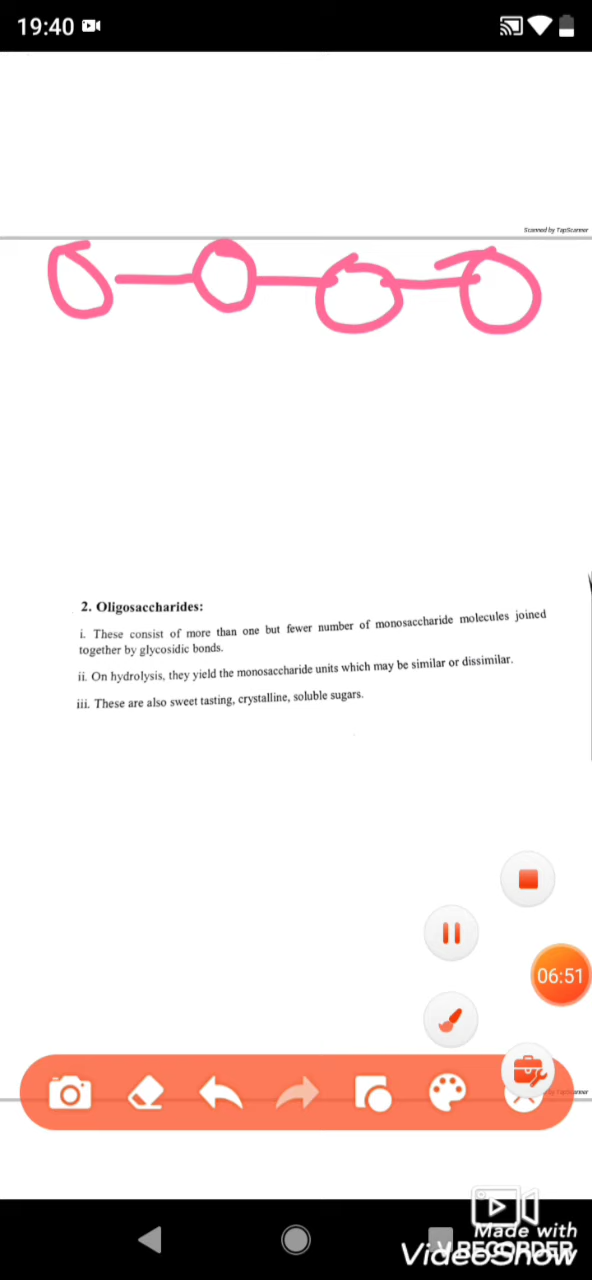 19:40
Scanned by TapScanner
2. Oligosaccharides:
i. These consist of more than one but fewer number of monosaccharide molecules joined
together by glycosidic bonds.
ii. On hydrolysis, they yield the monosaccharide units which may be similar or dissimilar.
iii. These are also sweet tasting, crystalline, soluble sugars.
06:51
Made with
VideoShow